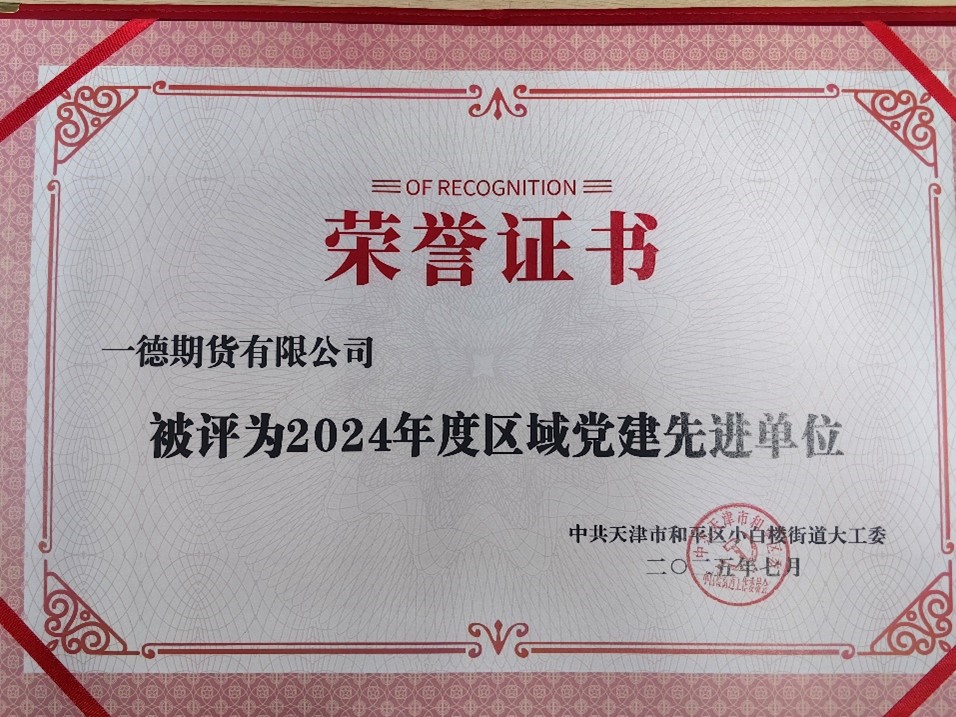 OF RECOGNITION
荣誉证书
一德期货有限公司
被评为2024年度区域党建先进单位
中共天津市和平区小白楼街道大工委
二〇二五年七月